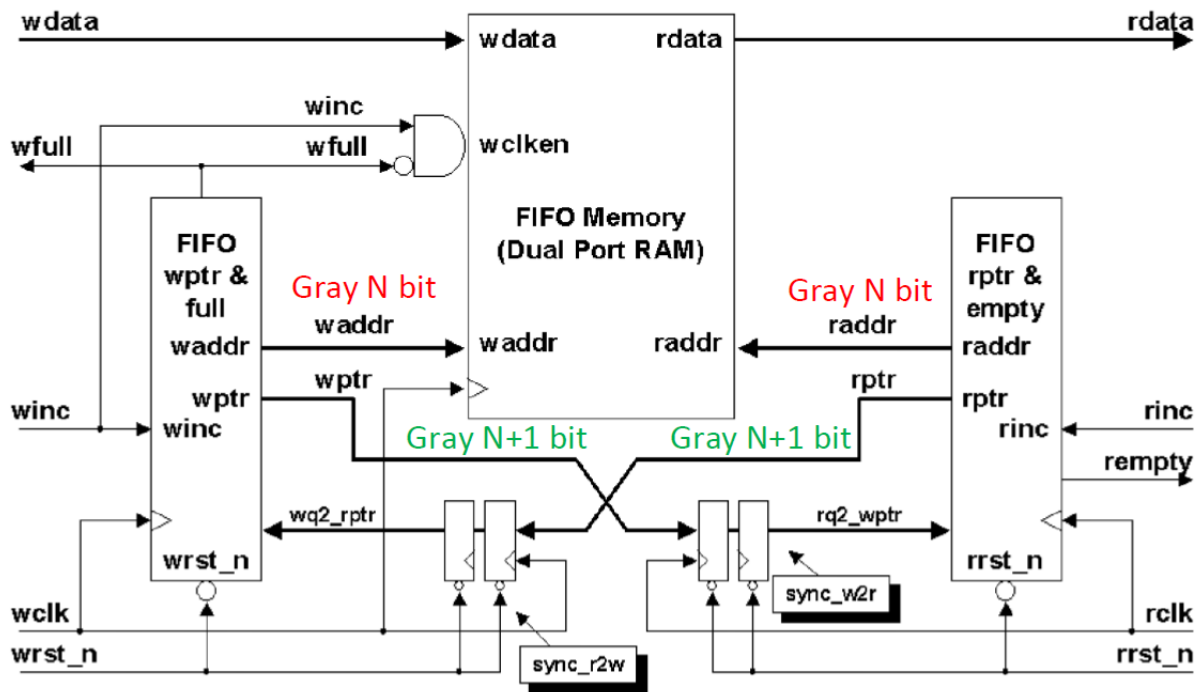 wdata
rdata
wdata
rdata
winc
wclken
wfull
wfull
FIFO Memory
(Dual Port RAM)
FIFO
wptr &
full
FIFO
rptr &
empty
Gray N bit
Gray N bit
waddr
raddr
waddr
waddr
raddr
raddr
wptr
rptr
wptr
rptr
winc
winc
rinc
rinc
Gray N+1 bit
Gray N+1 bit
rempty
wq2_rptr
rq2_wptr
wrst_n
rrst_n
sync_w2r
wclk
rclk
wrst_n
sync_r2w
rrst_n